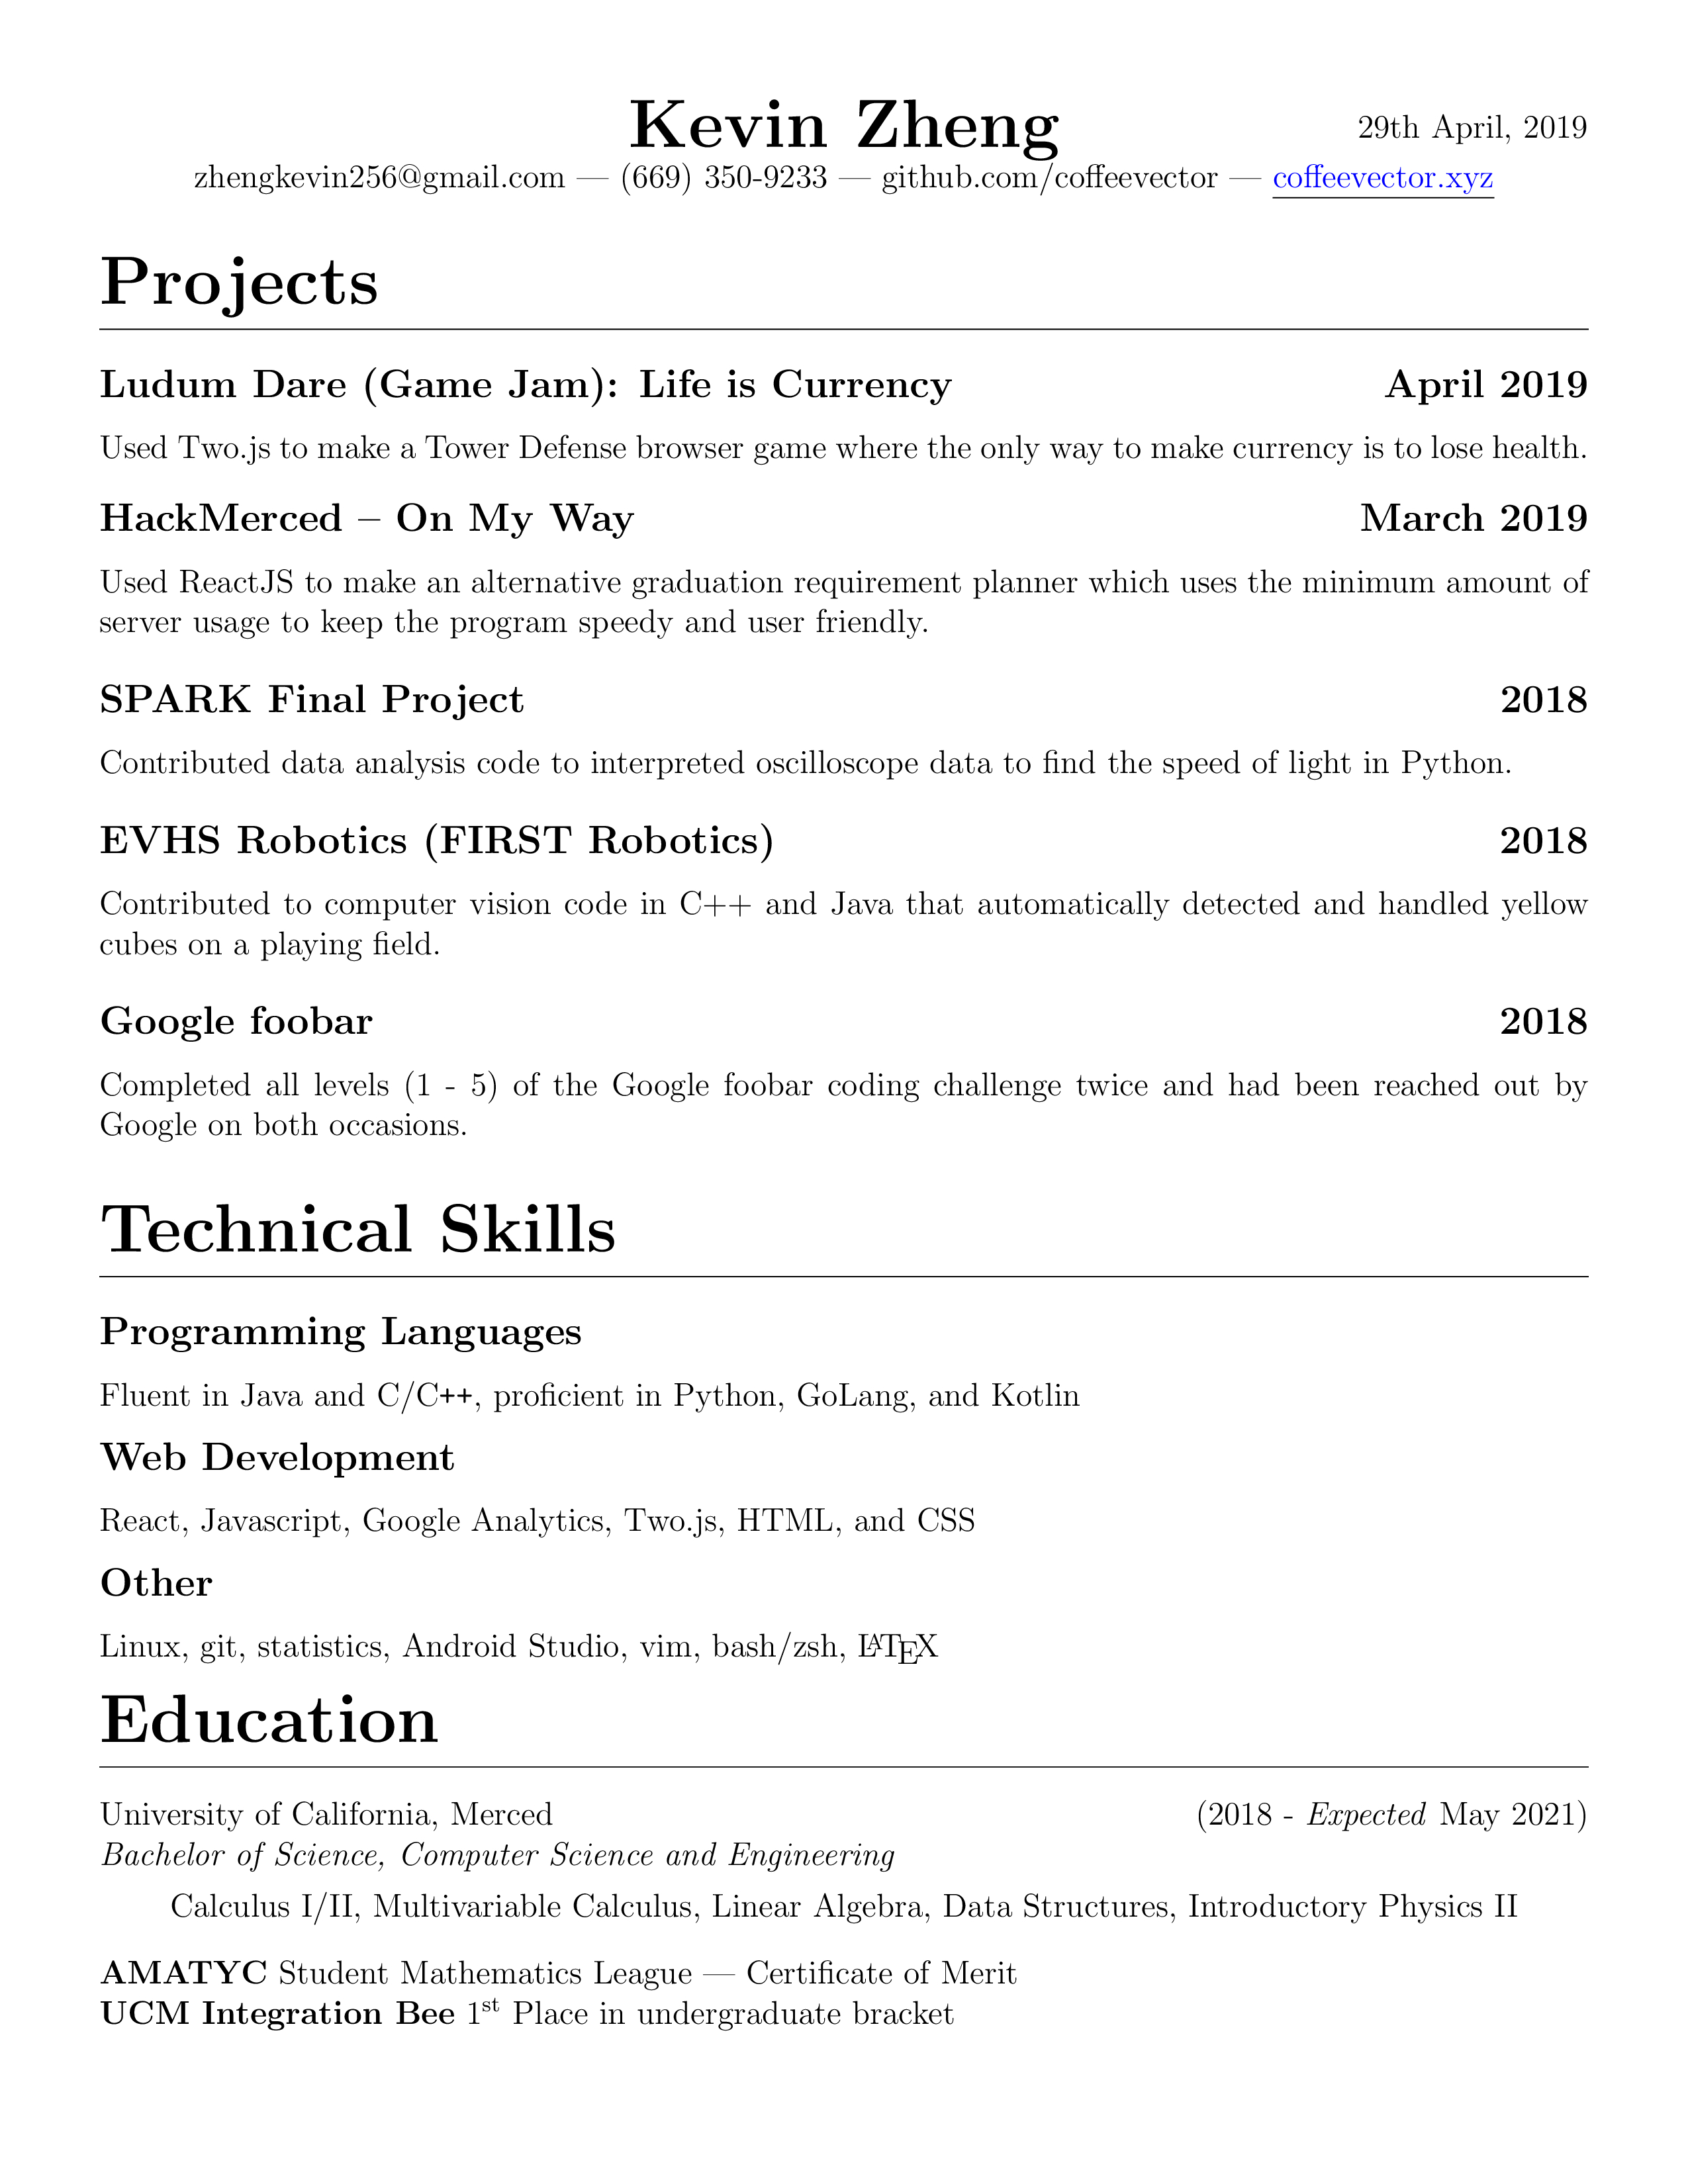 Kevin Zheng 29th April, 2019
zhengkevin256@gmail.com — (669) 350-9233 — github.com/coffeevector — coffeevector.xyz
Projects
Ludum Dare (Game Jam): Life is Currency April 2019
Used Two.js to make a Tower Defense browser game where the only way to make currency is to lose health.
HackMerced – On My Way March 2019
Used ReactJS to make an alternative graduation requirement planner which uses the minimum amount of
server usage to keep the program speedy and user friendly.
SPARK Final Project 2018
Contributed data analysis code to interpreted oscilloscope data to find the speed of light in Python.
EVHS Robotics (FIRST Robotics) 2018
Contributed to computer vision code in C++ and Java that automatically detected and handled yellow
cubes on a playing field.
Google foobar 2018
Completed all levels (1 - 5) of the Google foobar coding challenge twice and had been reached out by
Google on both occasions.
Technical Skills
Programming Languages
Fluent in Java and C/C++, proficient in Python, GoLang, and Kotlin
Web Development
React, Javascript, Google Analytics, Two.js, HTML, and CSS
Other
Linux, git, statistics, Android Studio, vim, bash/zsh, LATEX
Education
University of California, Merced (2018 - Expected May 2021)
Bachelor of Science, Computer Science and Engineering
Calculus I/II, Multivariable Calculus, Linear Algebra, Data Structures, Introductory Physics II
AMATYC Student Mathematics League — Certificate of Merit
UCM Integration Bee 1st Place in undergraduate bracket